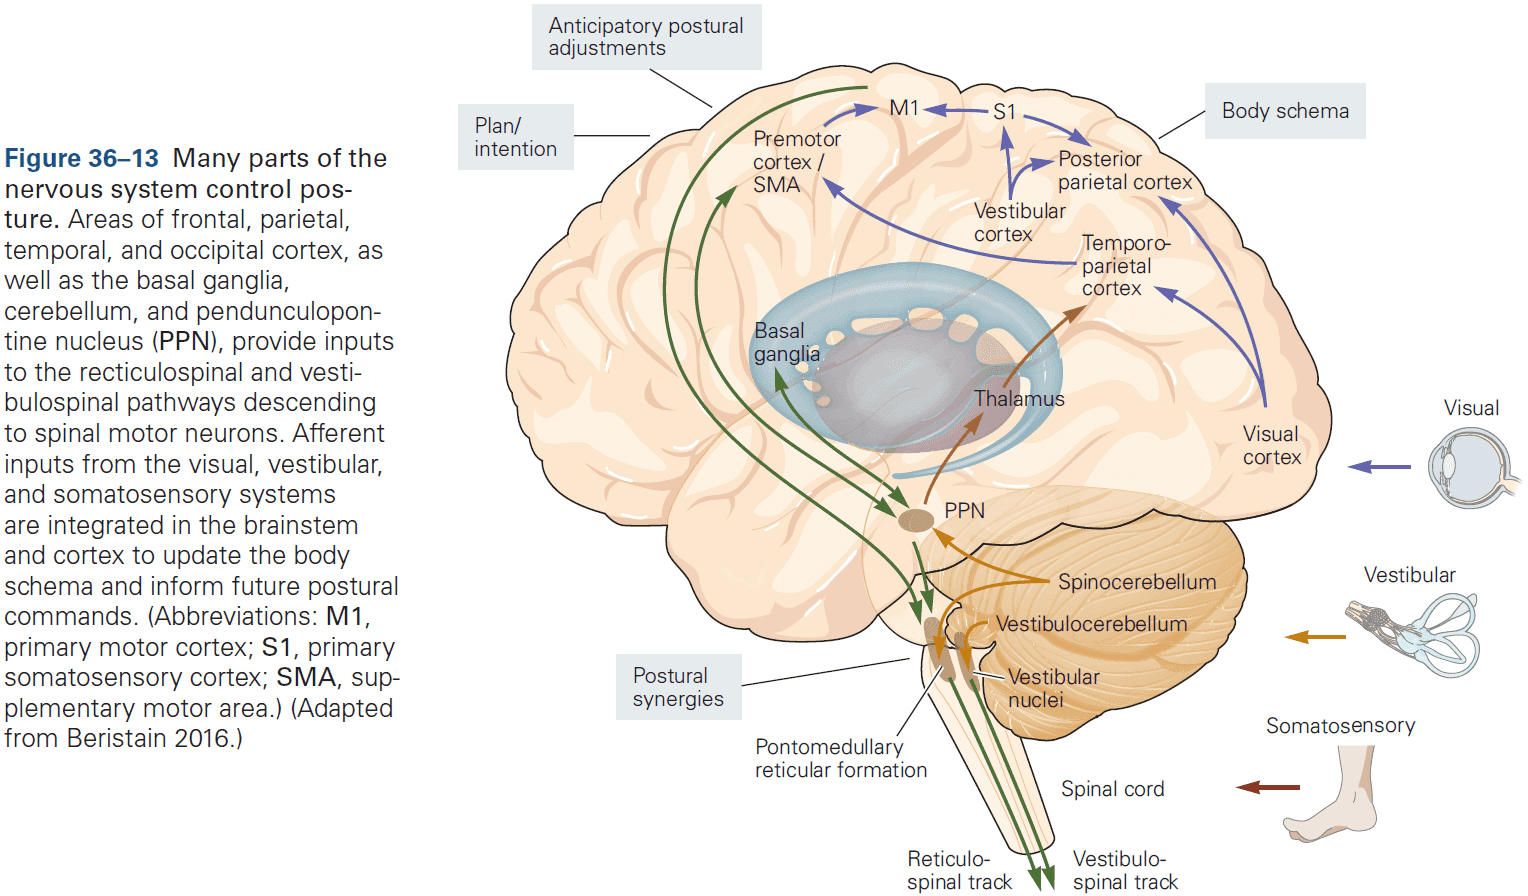 Figure 36–13 Many parts of the
nervous system control pos-
ture. Areas of frontal, parietal,
temporal, and occipital cortex, as
well as the basal ganglia,
cerebellum, and pendunculopon-
tine nucleus (PPN), provide inputs
to the recticulospinal and vesti-
bulospinal pathways descending
to spinal motor neurons. Afferent
inputs from the visual, vestibular,
and somatosensory systems
are integrated in the brainstem
and cortex to update the body
schema and inform future postural
commands. (Abbreviations: M1,
primary motor cortex; S1, primary
somatosensory cortex; SMA, sup-
plementary motor area.) (Adapted
from Beristain 2016.)
Anticipatory postural
adjustments
Plan/
intention
Body schema
M1
S1
Premotor
cortex /
SMA
Posterior
parietal cortex
Vestibular
cortex
Temporo-
parietal
cortex
Basal
ganglia
Thalamus
Visual
cortex
Visual
PPN
Spinocerebellum
Vestibular
Vestibulocerebellum
Postural
synergies
Vestibular
nuclei
Pontomedullary
reticular formation
Somatosensory
Spinal cord
Reticulo-
spinal track
Vestibulo-
spinal track